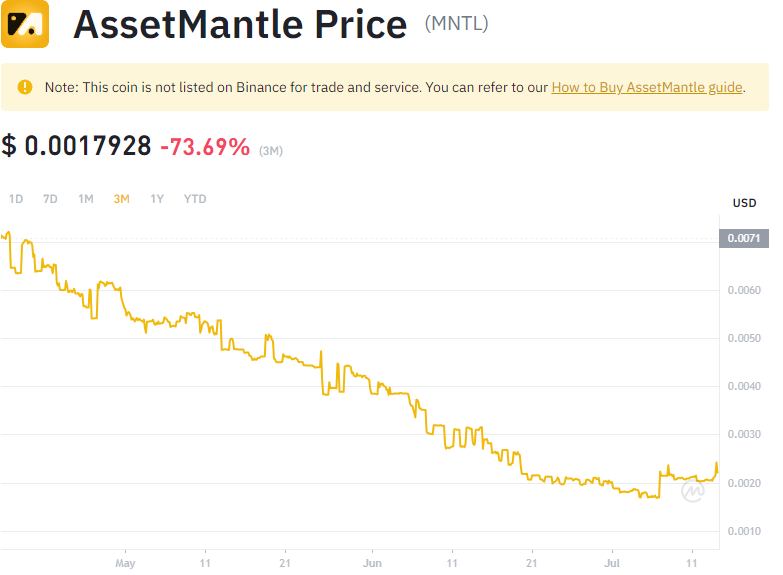 AssetMantle Price (MNTL)
Note: This coin is not listed on Binance for trade and service. You can refer to our How to Buy AssetMantle guide.
$ 0.0017928 -73.69% (3M)
1D 7D 1M 3M 1Y YTD
USD
0.0071
0.0060
0.0050
0.0040
0.0030
0.0020
0.0010
May 11 21 Jun 11 21 Jul 11